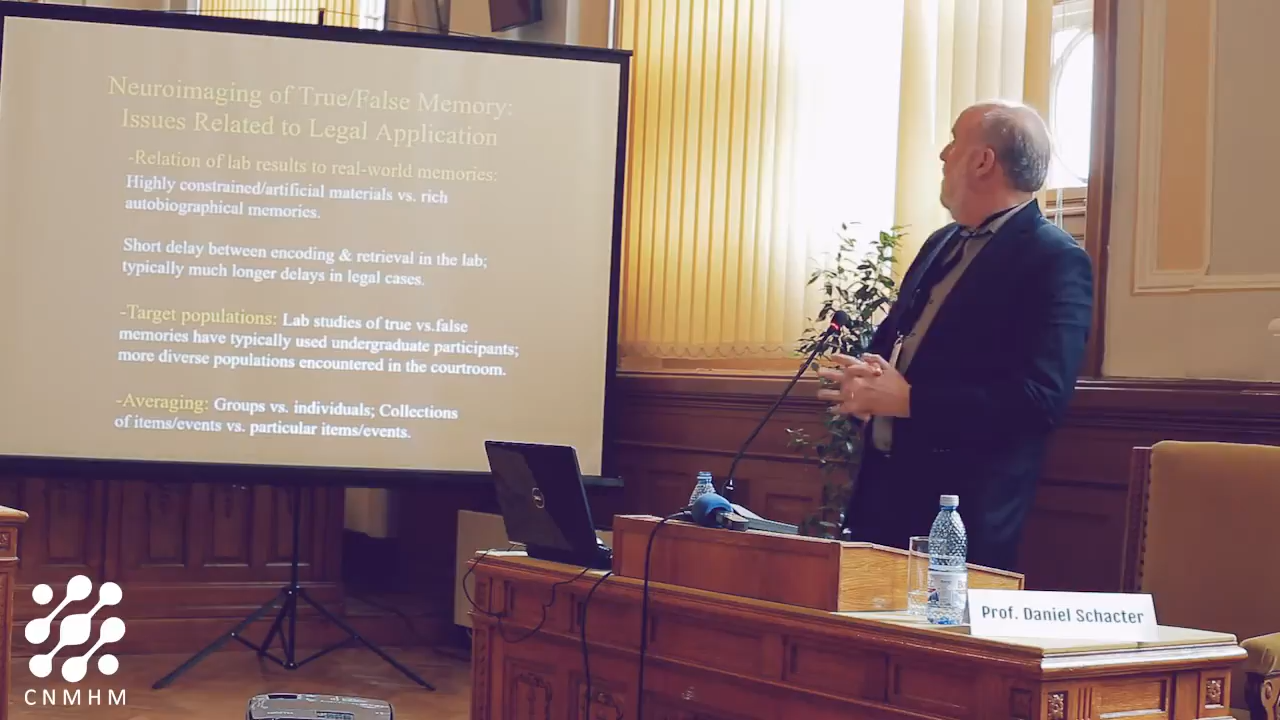 Neuroimaging of True/False Memory:
Issues Related to Legal Application
-Relation of lab results to real-world memories:
Highly constrained/artificial materials vs. rich
autobiographical memories.
Short delay between encoding & retrieval in the lab;
typically much longer delays in legal cases.
-Target populations: Lab studies of true vs.false
memories have typically used undergraduate participants;
more diverse populations encountered in the courtroom.
-Averaging: Groups vs. individuals; Collections
of items/events vs. particular items/events.
DELL
Prof. Daniel Schacter
CNMHM